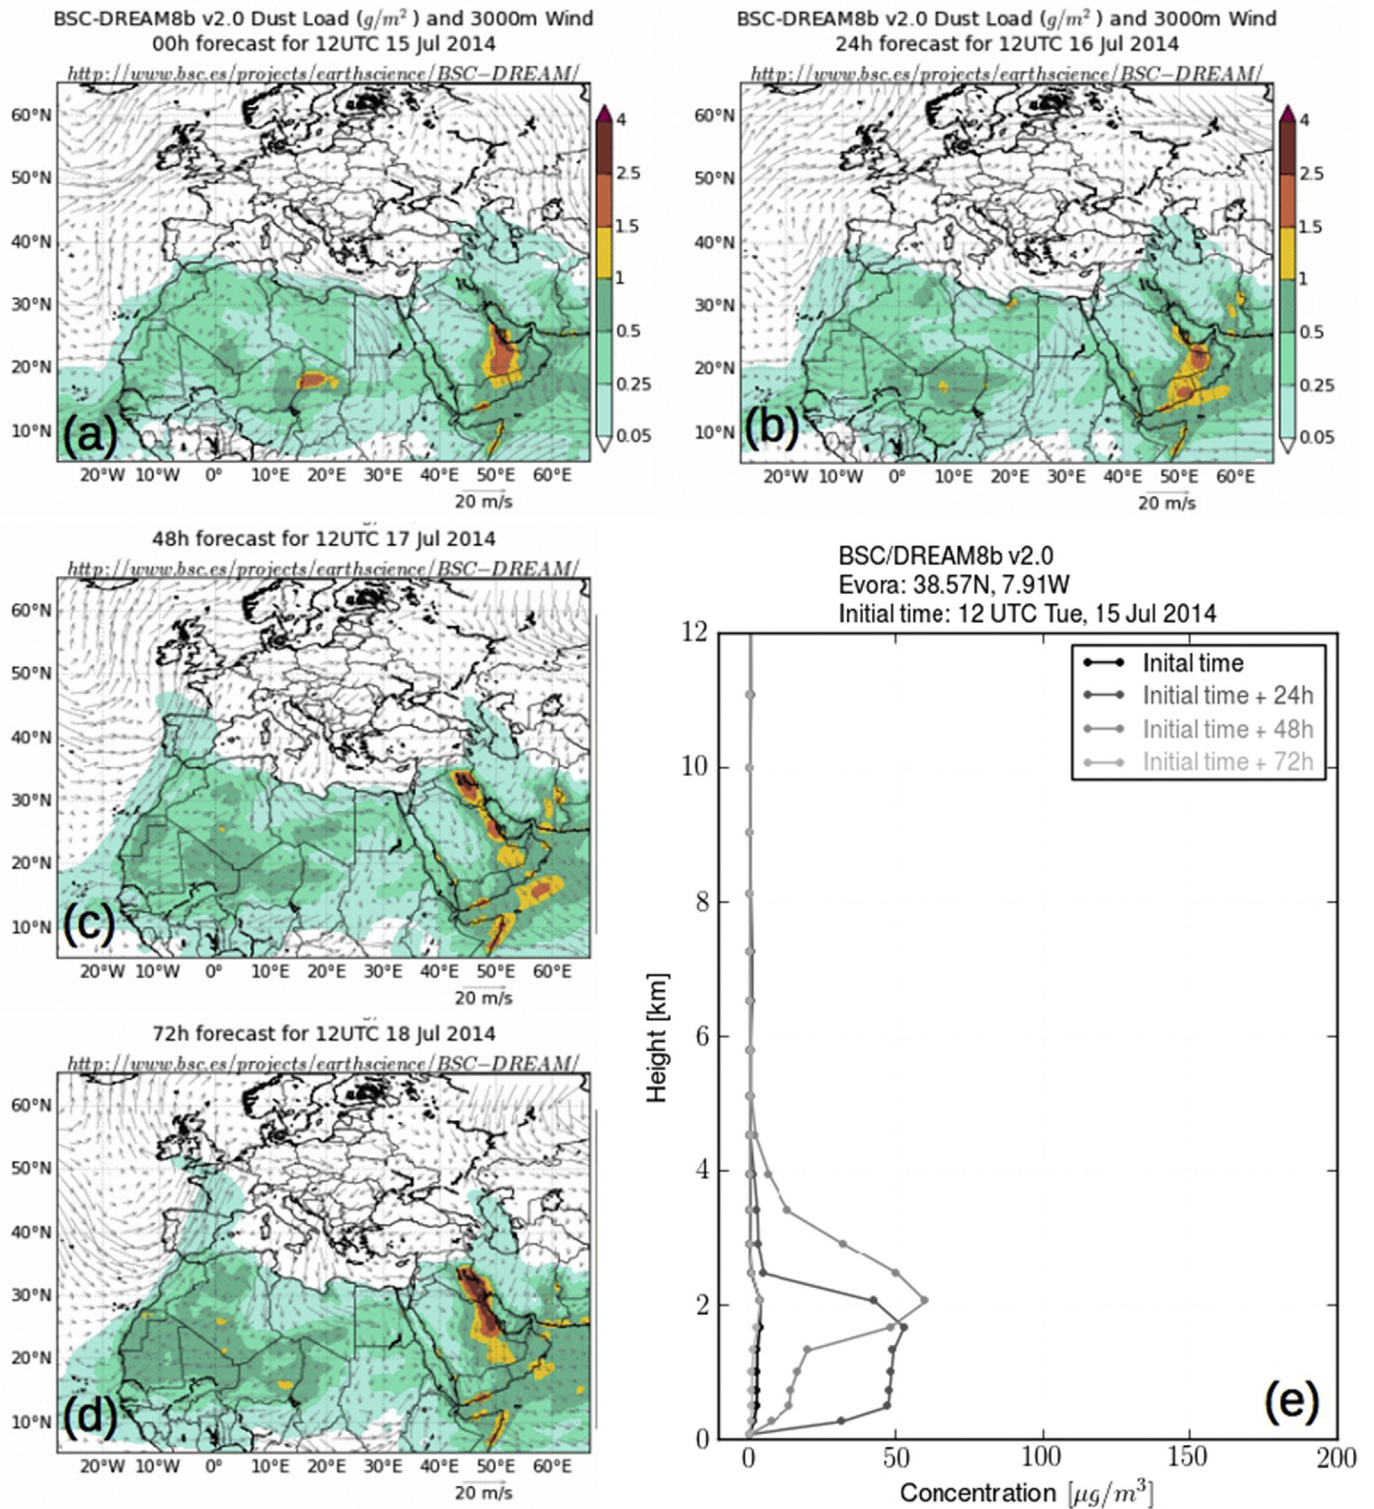 BSC-DREAM8b v2.0 Dust Load (g/m²) and 3000m Wind
00h forecast for 12UTC 15 Jul 2014
http://www.bsc.es/projects/earthscience/BSC-DREAM/
60°N
50°N
40°N
30°N
20°N
10°N
20°W 10°W 0° 10°E 20°E 30°E 40°E 50°E 60°E
4
2.5
1.5
1
0.5
0.25
0.05
20 m/s
(a)
BSC-DREAM8b v2.0 Dust Load (g/m²) and 3000m Wind
24h forecast for 12UTC 16 Jul 2014
http://www.bsc.es/projects/earthscience/BSC-DREAM/
60°N
50°N
40°N
30°N
20°N
10°N
20°W 10°W 0° 10°E 20°E 30°E 40°E 50°E 60°E
4
2.5
1.5
1
0.5
0.25
0.05
20 m/s
(b)
48h forecast for 12UTC 17 Jul 2014
http://www.bsc.es/projects/earthscience/BSC-DREAM/
60°N
50°N
40°N
30°N
20°N
10°N
20°W 10°W 0° 10°E 20°E 30°E 40°E 50°E 60°E
20 m/s
(c)
72h forecast for 12UTC 18 Jul 2014
http://www.bsc.es/projects/earthscience/BSC-DREAM/
60°N
50°N
40°N
30°N
20°N
10°N
20°W 10°W 0° 10°E 20°E 30°E 40°E 50°E 60°E
20 m/s
(d)
BSC/DREAM8b v2.0
Evora: 38.57N, 7.91W
Initial time: 12 UTC Tue, 15 Jul 2014
Inital time
Initial time + 24h
Initial time + 48h
Initial time + 72h
12
10
8
6
4
2
0
Height [km]
0 50 100 150 200
Concentration [μg/m³]
(e)